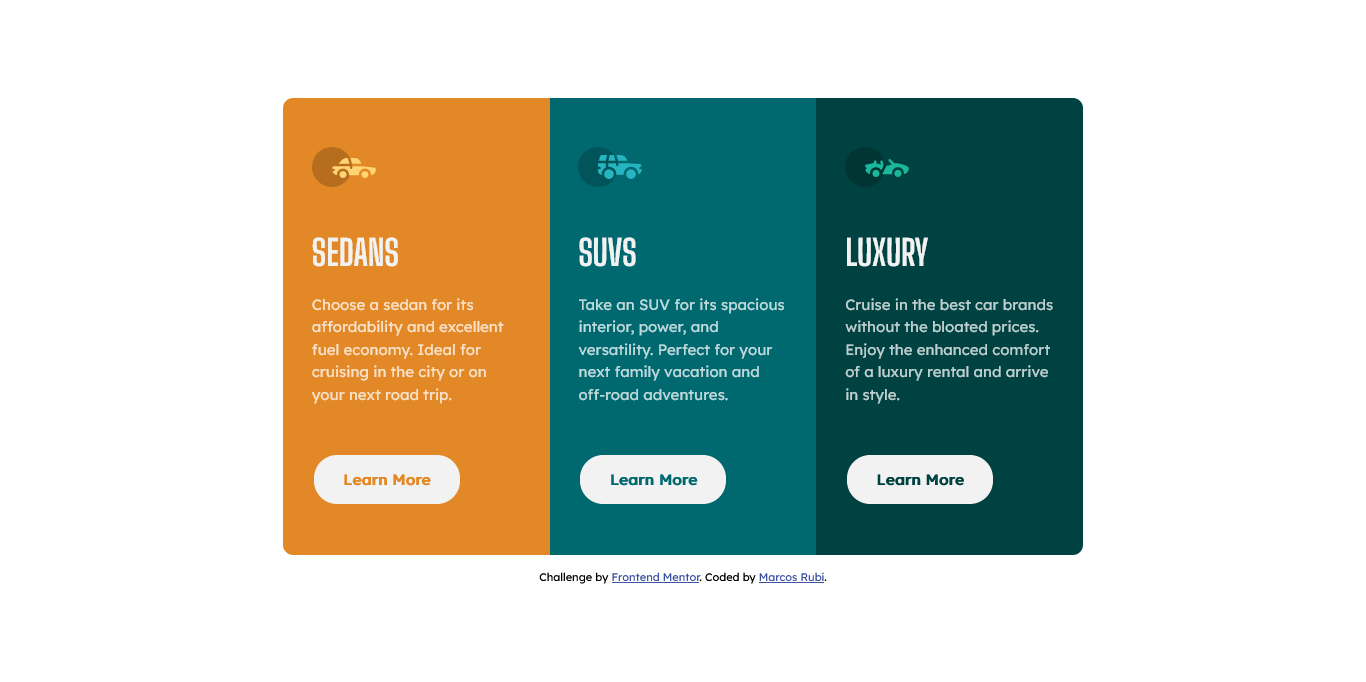 SEDANS
Choose a sedan for its
affordability and excellent
fuel economy. Ideal for
cruising in the city or on
your next road trip.
Learn More
SUVS
Take an SUV for its spacious
interior, power, and
versatility. Perfect for your
next family vacation and
off-road adventures.
Learn More
LUXURY
Cruise in the best car brands
without the bloated prices.
Enjoy the enhanced comfort
of a luxury rental and arrive
in style.
Learn More
Challenge by Frontend Mentor. Coded by Marcos Rubi.